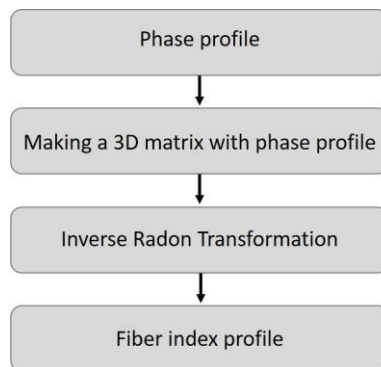 Phase profile
Making a 3D matrix with phase profile
Inverse Radon Transformation
Fiber index profile